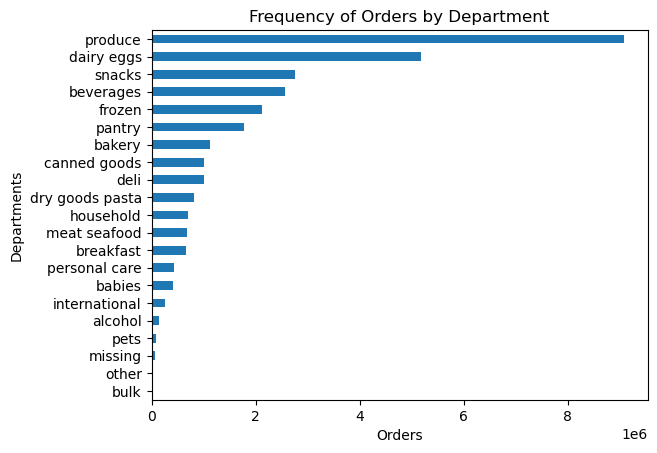 Frequency of Orders by Department
produce
dairy eggs
snacks
beverages
frozen
pantry
bakery
canned goods
deli
dry goods pasta
household
meat seafood
breakfast
personal care
babies
international
alcohol
pets
missing
other
bulk
Departments
0 2 4 6 8
1e6
Orders